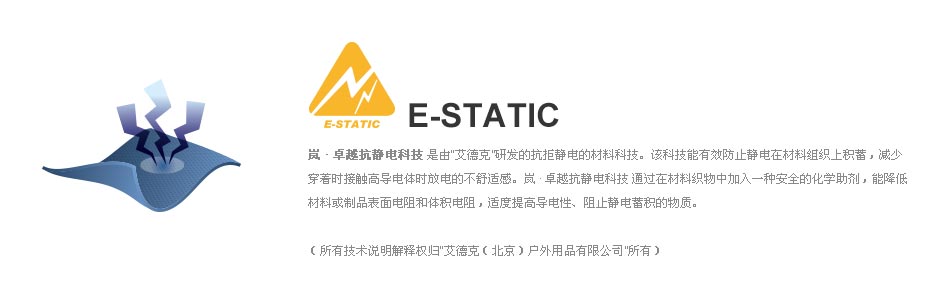 E-STATIC
E-STATIC
岚·卓越抗静电科技 是由"艾德克"研发的抗拒静电的材料科技。该科技能有效防止静电在材料组织上积蓄，减少
穿着时接触高导电体时放电的不舒适感。岚·卓越抗静电科技 通过在材料织物中加入一种安全的化学助剂，能降低
材料或制品表面电阻和体积电阻，适度提高导电性、阻止静电蓄积的物质。
（所有技术说明解释权归"艾德克（北京）户外用品有限公司"所有）